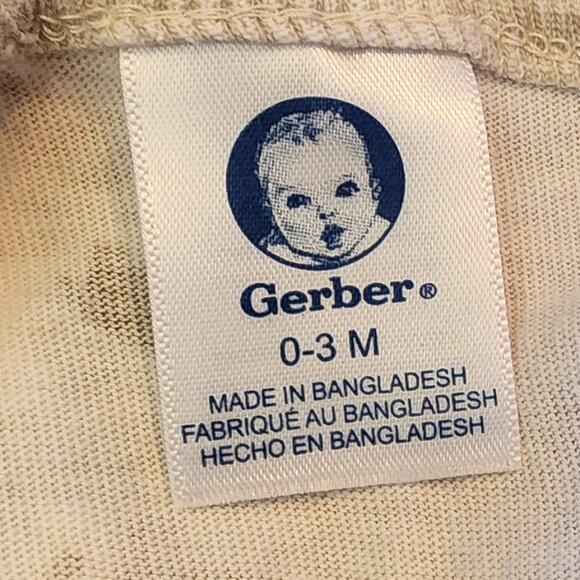 Gerber®
0-3 M
MADE IN BANGLADESH
FABRIQUÉ AU BANGLADESH
HECHO EN BANGLADESH